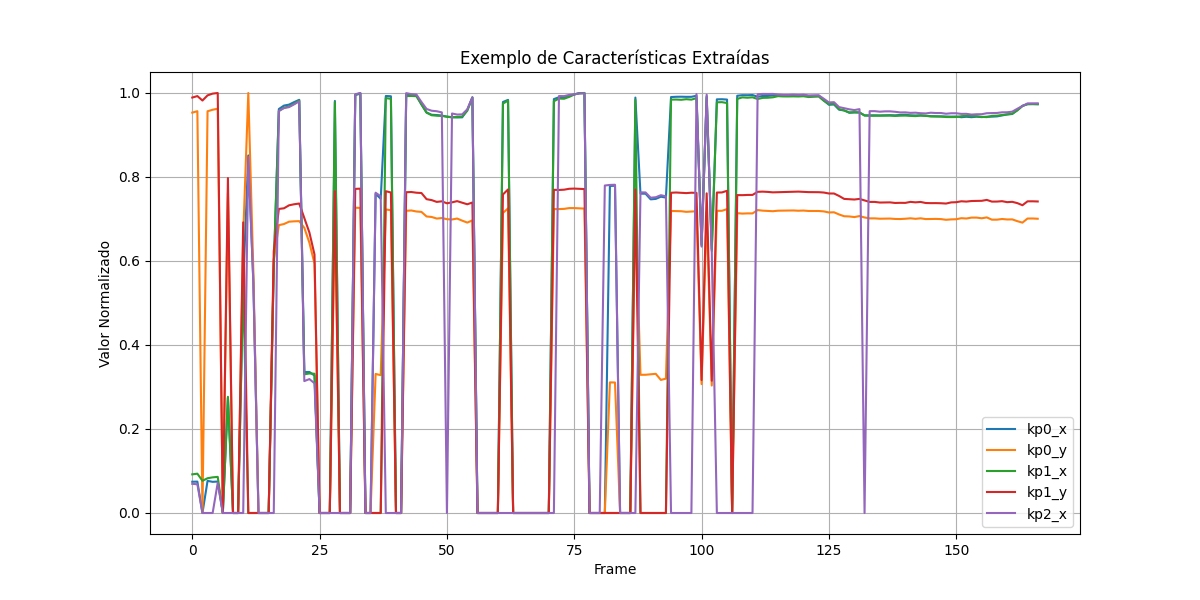 Exemplo de Características Extraídas
Valor Normalizado
1.0
0.8
0.6
0.4
0.2
0.0
0 25 50 75 100 125 150
Frame
kp0_x
kp0_y
kp1_x
kp1_y
kp2_x